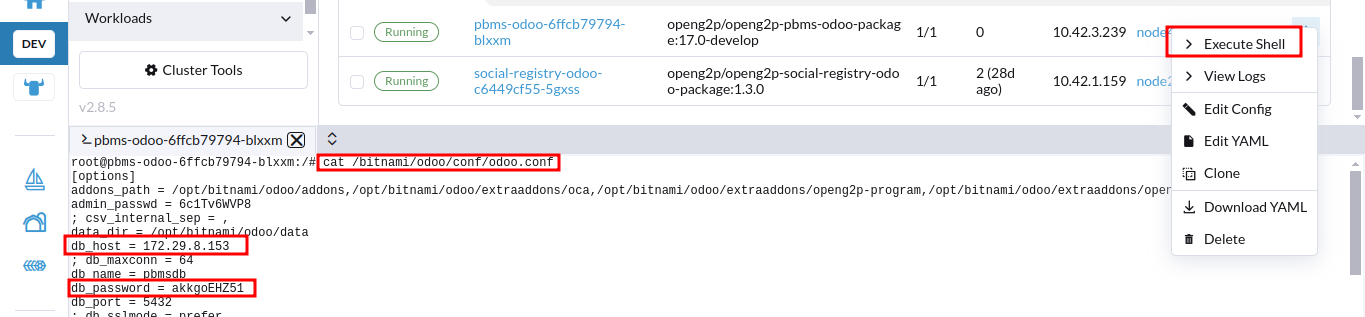 Workloads
DEV
Cluster Tools
v2.8.5
Running
pbms-odoo-6ffcb79794-
blxxm
openg2p/openg2p-pbms-odoo-packag
e:17.0-develop
1/1
0
10.42.3.239
Running
social-registry-odoo-
c6449cf55-5gxss
openg2p/openg2p-social-registry-odo
o-package:1.3.0
1/1
2 (28d
ago)
10.42.1.159
Execute Shell
View Logs
Edit Config
Edit YAML
Clone
Download YAML
Delete
pbms-odoo-6ffcb79794-blxxm
root@pbms-odoo-6ffcb79794-blxxm:/# cat /bitnami/odoo/conf/odoo.conf
[options]
addons_path = /opt/bitnami/odoo/addons,/opt/bitnami/odoo/extraaddons/oca,/opt/bitnami/odoo/extraaddons/openg2p-program,/opt/bitnami/odoo/extraaddons/open
admin_passwd = 6c1Tv6WVP8
; csv_internal_sep = ,
data_dir = /opt/bitnami/odoo/data
db_host = 172.29.8.153
; db_maxconn = 64
db_name = pbmsdb
db_password = akkgoEHZ51
db_port = 5432
; db_sslmode = prefer